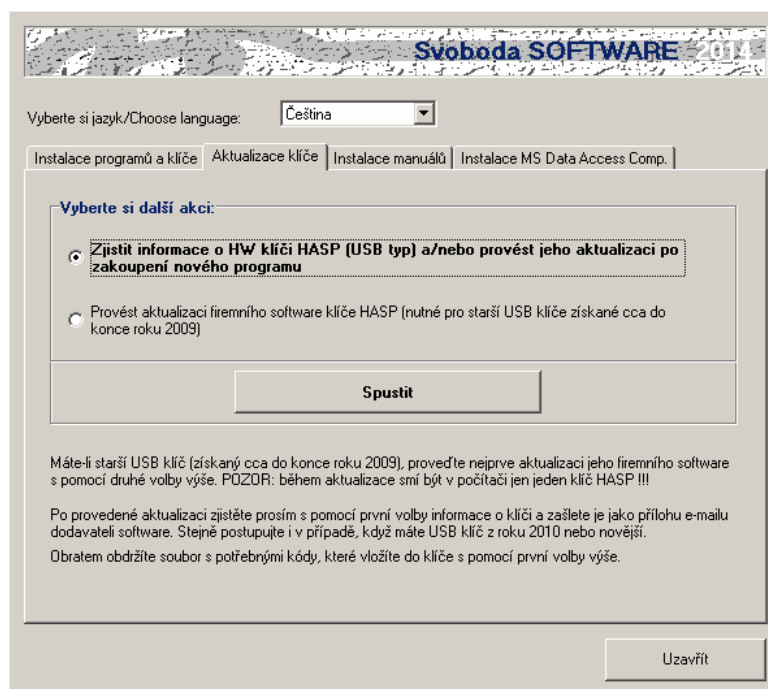 Svoboda SOFTWARE 2014
Vyberte si jazyk/Choose language:
Čeština
Instalace programů a klíče
Aktualizace klíče
Instalace manuálů
Instalace MS Data Access Comp.
Vyberte si další akci:
Zjistit informace o HW klíči HASP (USB typ) a/nebo provést jeho aktualizaci po
zakoupení nového programu
Provést aktualizaci firemního software klíče HASP (nutné pro starší USB klíče získané cca do
konce roku 2009)
Spustit
Máte-li starší USB klíč (získaný cca do konce roku 2009), proveďte nejprve aktualizaci jeho firemního software
s pomocí druhé volby výše. POZOR: během aktualizace smí být v počítači jen jeden klíč HASP !!!
Po provedené aktualizaci zjistěte prosím s pomocí první volby informace o klíči a zašlete je jako přílohu e-mailu
dodavateli software. Stejně postupujte i v případě, když máte USB klíč z roku 2010 nebo novější.
Obratem obdržíte soubor s potřebnými kódy, které vložíte do klíče s pomocí první volby výše.
Uzavřít